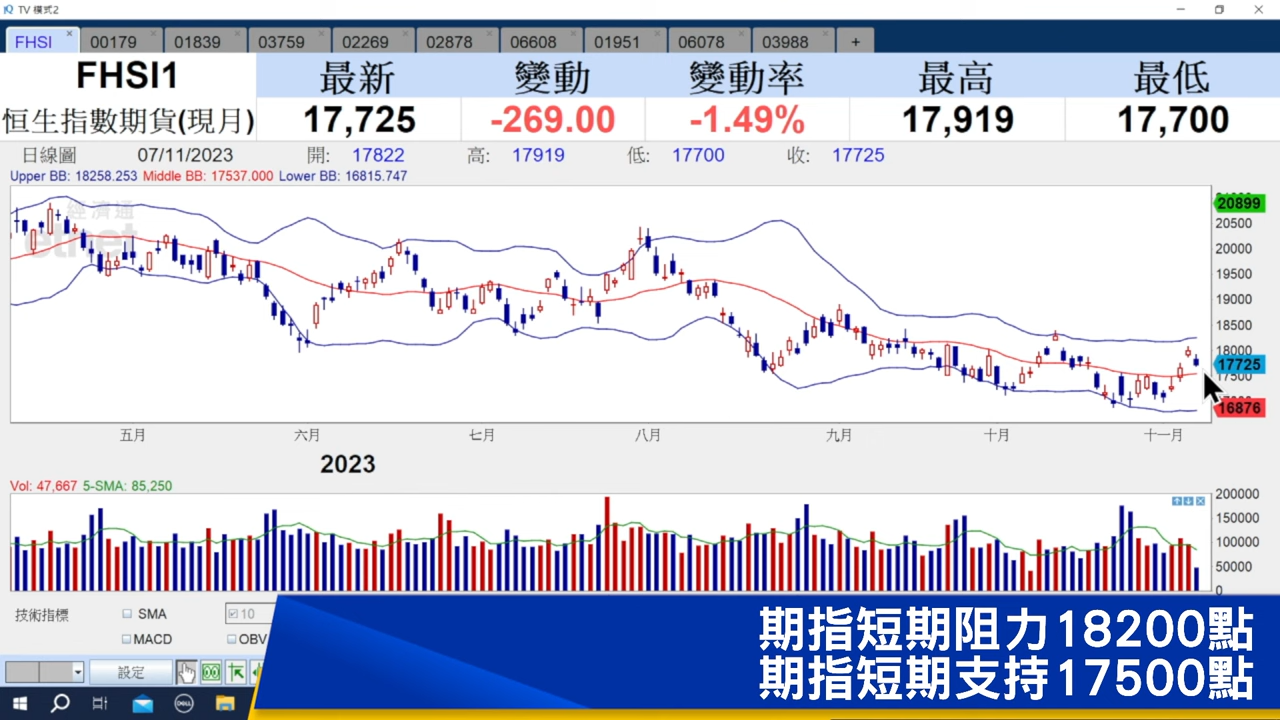 TV 模式2
FHSI 00179 01839 03759 02269 02878 06608 01951 06078 03988 +
FHSI1 最新 變動 變動率 最高 最低
恒生指數期貨(現月) 17,725 -269.00 -1.49% 17,919 17,700
日線圖 07/11/2023 開: 17822 高: 17919 低: 17700 收: 17725
Upper BB: 18258.253 Middle BB: 17537.000 Lower BB: 16815.747
經濟通
etnet
20899
20500
20000
19500
19000
18500
18000
17725
17500
16876
五月 六月 七月 八月 九月 十月 十一月
2023
Vol: 47,667 5-SMA: 85,250
200000
150000
100000
50000
0
技術指標 SMA 10
MACD OBV
設定
期指短期阻力18200點
期指短期支持17500點
DELL